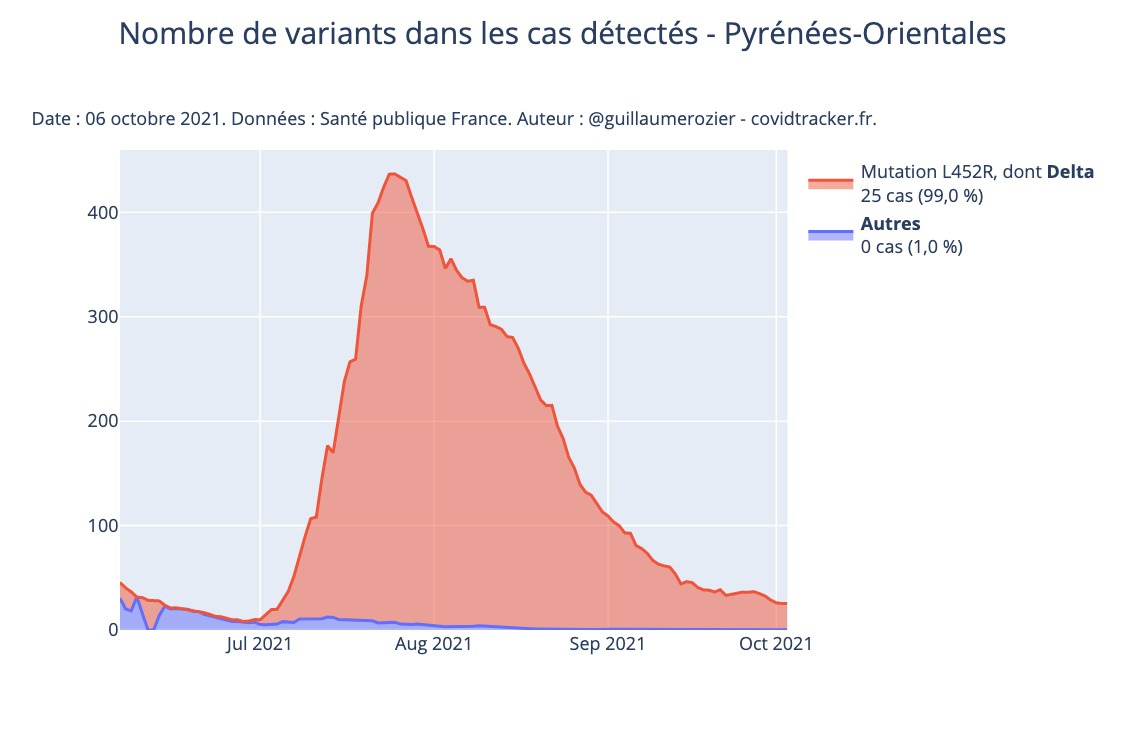 Nombre de variants dans les cas détectés - Pyrénées-Orientales
Date : 06 octobre 2021. Données : Santé publique France. Auteur : @guillaumerozier - covidtracker.fr.
Mutation L452R, dont Delta
25 cas (99,0 %)
Autres
0 cas (1,0 %)
400
300
200
100
0
Jul 2021
Aug 2021
Sep 2021
Oct 2021